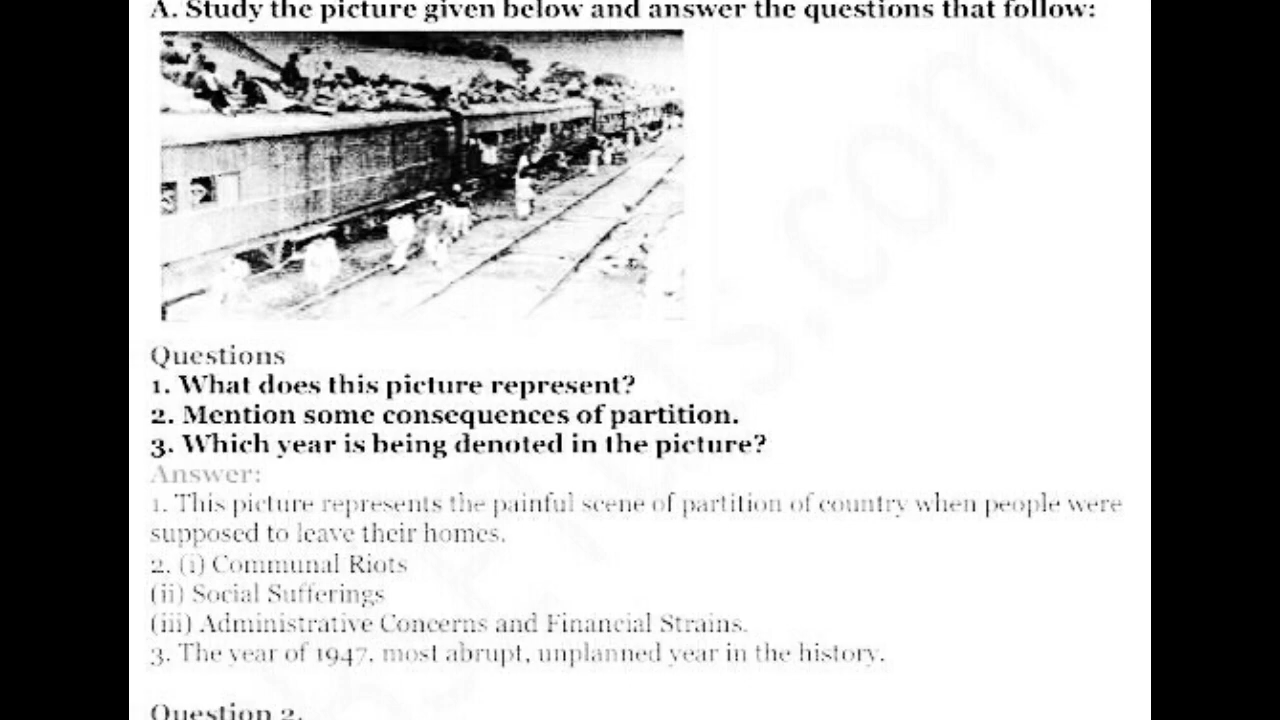 A. Study the picture given below and answer the questions that follow:
Questions
1. What does this picture represent?
2. Mention some consequences of partition.
3. Which year is being denoted in the picture?
Answer:
1. This picture represents the painful scene of partition of country when people were
supposed to leave their homes.
2. (i) Communal Riots
(ii) Social Sufferings
(iii) Administrative Concerns and Financial Strains.
3. The year of 1947, most abrupt, unplanned year in the history.
Question 2.